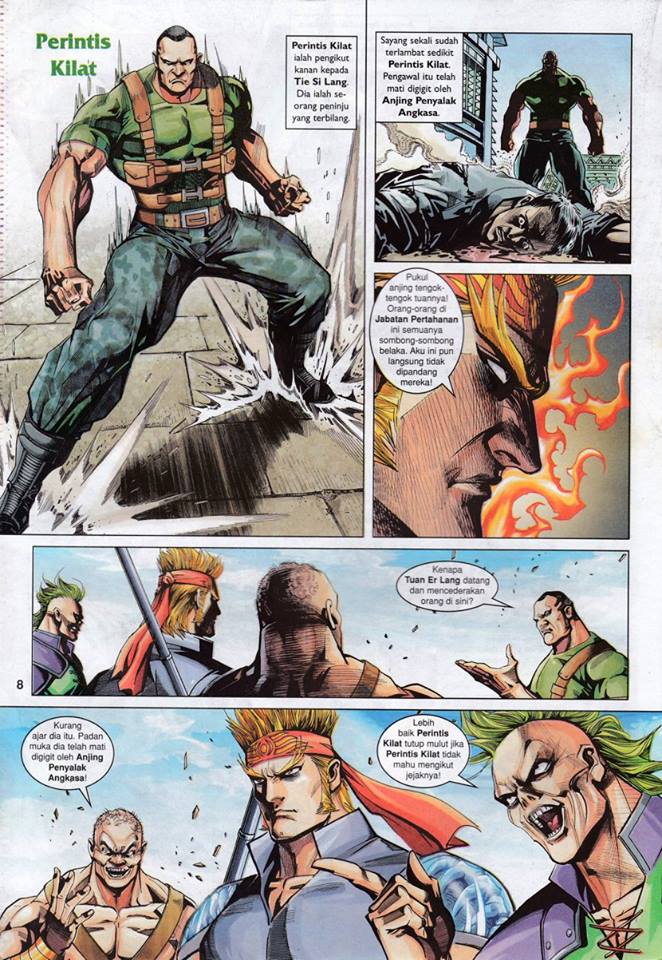 Perintis
Kilat
Perintis Kilat
ialah pengikut
kanan kepada
Tie Si Lang.
Dia ialah se-
orang peninju
yang terbilang.
Sayang sekali sudah
terlambat sedikit
Perintis Kilat.
Pengawal itu telah
mati digigit oleh
Anjing Penyalak
Angkasa.
Pukul
anjing tengok-
tengok tuannya!
Orang-orang di
Jabatan Pertahanan
ini semuanya
sombong-sombong
belaka. Aku ini pun
langsung tidak
dipandang
mereka!
Kenapa
Tuan Er Lang datang
dan mencederakan
orang di sini?
8
Kurang
ajar dia itu. Padan
muka dia telah mati
digigit oleh Anjing
Penyalak
Angkasa!
Lebih
baik Perintis
Kilat tutup mulut jika
Perintis Kilat tidak
mahu mengikut
jejaknya!